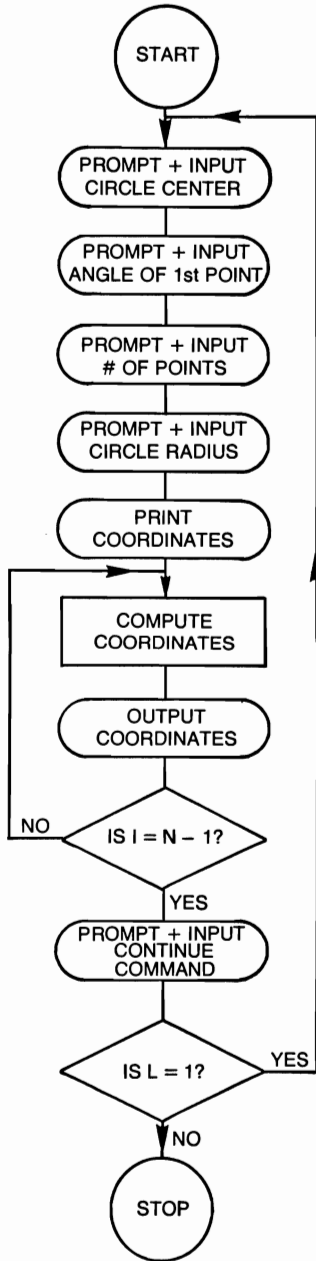 START
PROMPT + INPUT
CIRCLE CENTER
PROMPT + INPUT
ANGLE OF 1st POINT
PROMPT + INPUT
# OF POINTS
PROMPT + INPUT
CIRCLE RADIUS
PRINT
COORDINATES
COMPUTE
COORDINATES
OUTPUT
COORDINATES
NO
IS I = N – 1?
YES
PROMPT + INPUT
CONTINUE
COMMAND
IS L = 1?
YES
NO
STOP